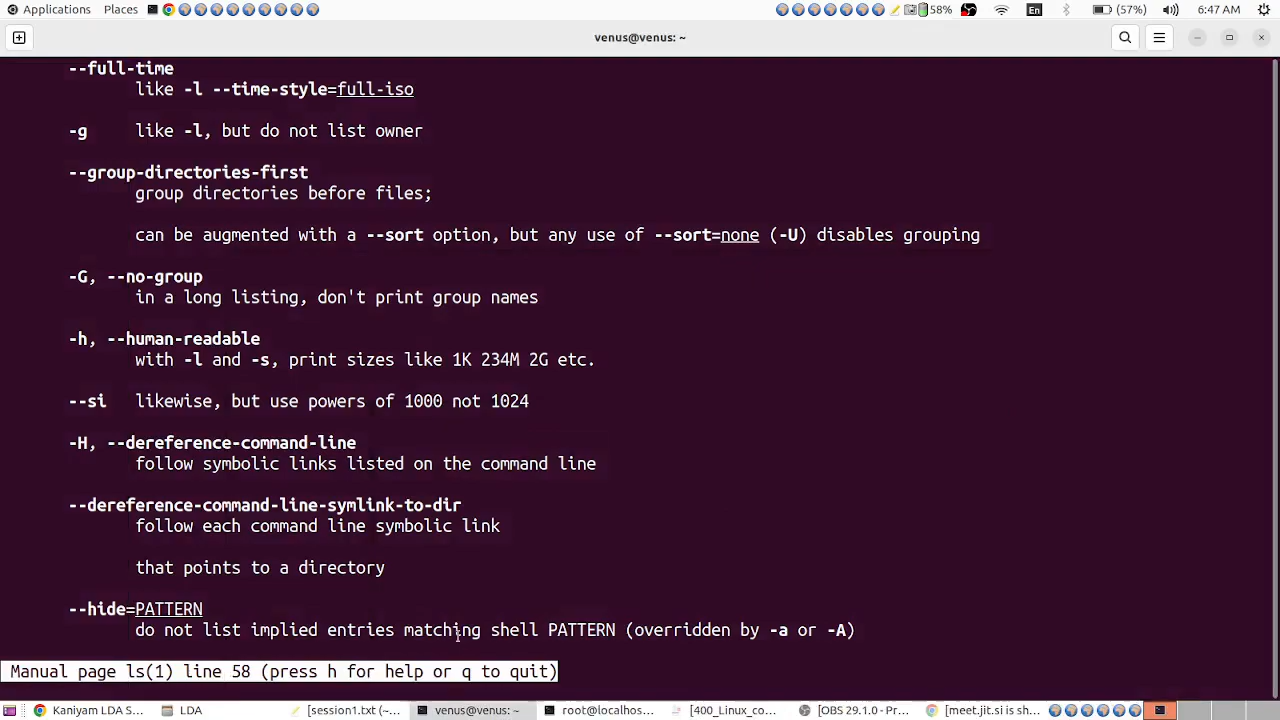 Applications Places 58% En (57%) 6:47 AM
venus@venus: ~
--full-time
like -l --time-style=full-iso
-g like -l, but do not list owner
--group-directories-first
group directories before files;
can be augmented with a --sort option, but any use of --sort=none (-U) disables grouping
-G, --no-group
in a long listing, don't print group names
-h, --human-readable
with -l and -s, print sizes like 1K 234M 2G etc.
--si likewise, but use powers of 1000 not 1024
-H, --dereference-command-line
follow symbolic links listed on the command line
--dereference-command-line-symlink-to-dir
follow each command line symbolic link
that points to a directory
--hide=PATTERN
do not list implied entries matching shell PATTERN (overridden by -a or -A)
Manual page ls(1) line 58 (press h for help or q to quit)
Kaniyam LDA S... LDA [session1.txt (~... venus@venus: ~ root@localhos... [400_Linux_co... [OBS 29.1.0 - Pr... [meet.jit.si is sh...